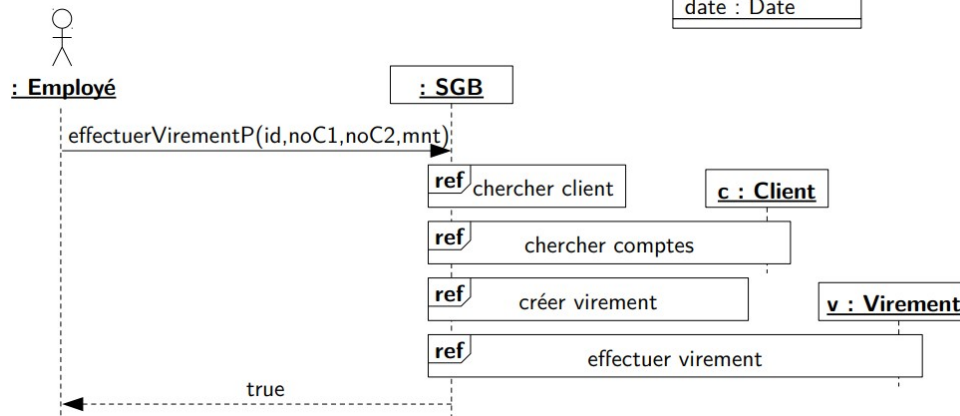 date : Date
: Employé
: SGB
effectuerVirementP(id,noC1,noC2,mnt)
ref
chercher client
c : Client
ref
chercher comptes
ref
créer virement
v : Virement
ref
effectuer virement
true